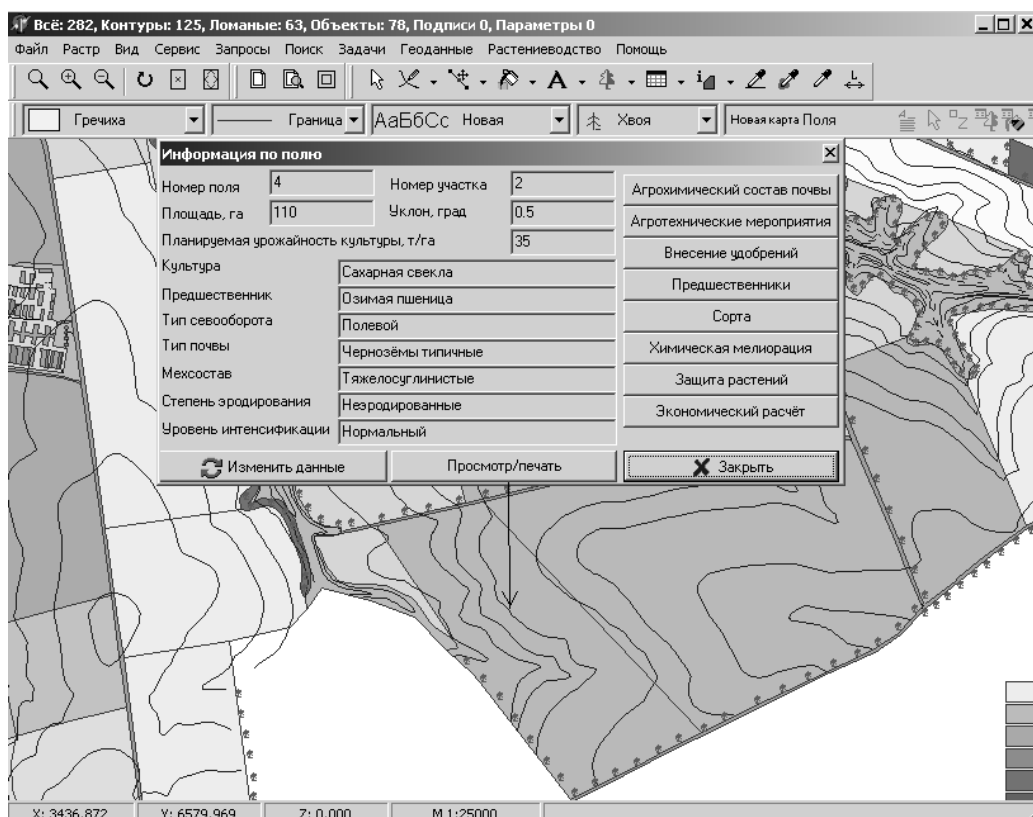 Всё: 282, Контуры: 125, Ломаные: 63, Объекты: 78, Подписи 0, Параметры 0
Файл Растр Вид Сервис Запросы Поиск Задачи Геоданные Растениеводство Помощь
Гречиха Граница АаБбСс Новая Хвоя Новая карта Поля
Информация по полю
Номер поля 4 Номер участка 2
Площадь, га 110 Уклон, град 0.5
Планируемая урожайность культуры, т/га 35
Культура Сахарная свекла
Предшественник Озимая пшеница
Тип севооборота Полевой
Тип почвы Чернозёмы типичные
Мехсостав Тяжелосуглинистые
Степень эродирования Неэродированные
Уровень интенсификации Нормальный
Агрохимический состав почвы
Агротехнические мероприятия
Внесение удобрений
Предшественники
Сорта
Химическая мелиорация
Защита растений
Экономический расчёт
Изменить данные Просмотр/печать Закрыть
X: 3436.872 Y: 6579.969 Z: 0.000 М 1:25000